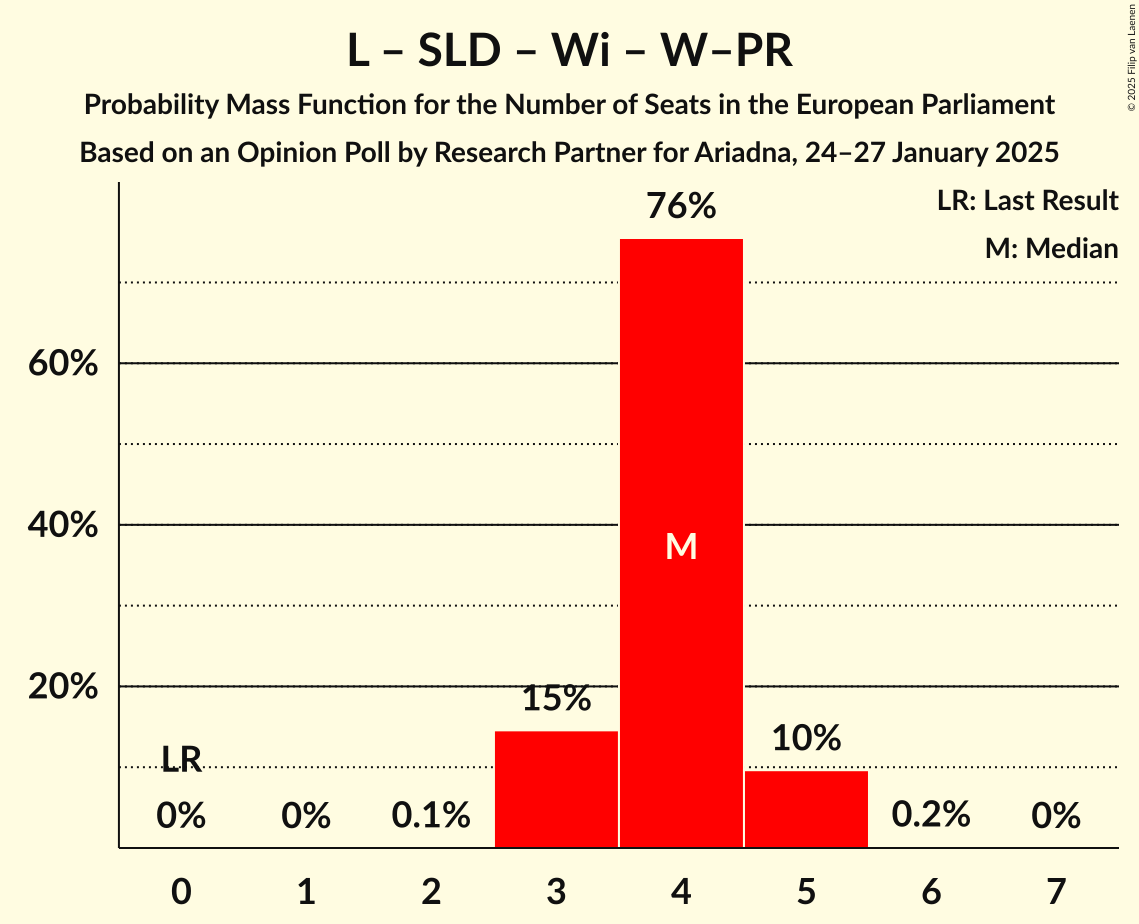 L – SLD – Wi – W–PR
Probability Mass Function for the Number of Seats in the European Parliament
Based on an Opinion Poll by Research Partner for Ariadna, 24–27 January 2025
© 2025 Filip van Laenen
LR: Last Result
M: Median
76%
60%
40%
M
20%
15%
10%
LR
0%
0%
0.1%
0.2%
0%
0 1 2 3 4 5 6 7